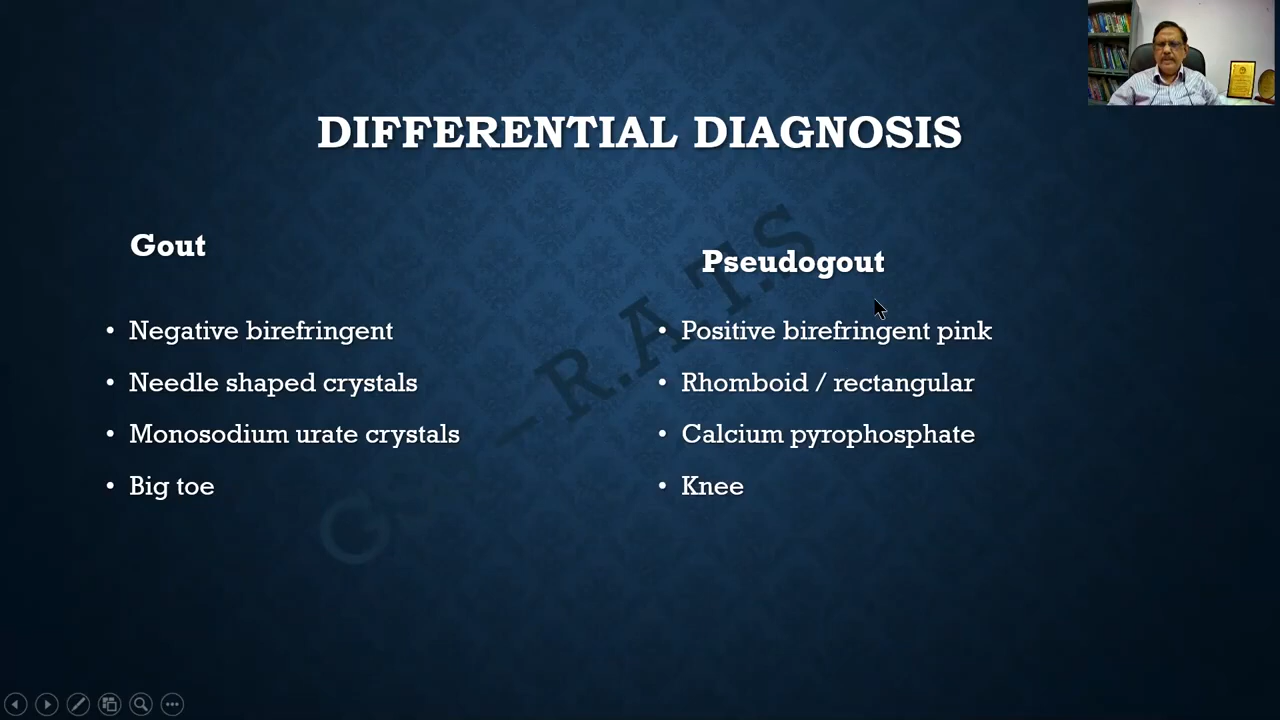 DIFFERENTIAL DIAGNOSIS
Gout
Pseudogout
• Negative birefringent
• Needle shaped crystals
• Monosodium urate crystals
• Big toe
• Positive birefringent pink
• Rhomboid / rectangular
• Calcium pyrophosphate
• Knee
- R.A.T.S